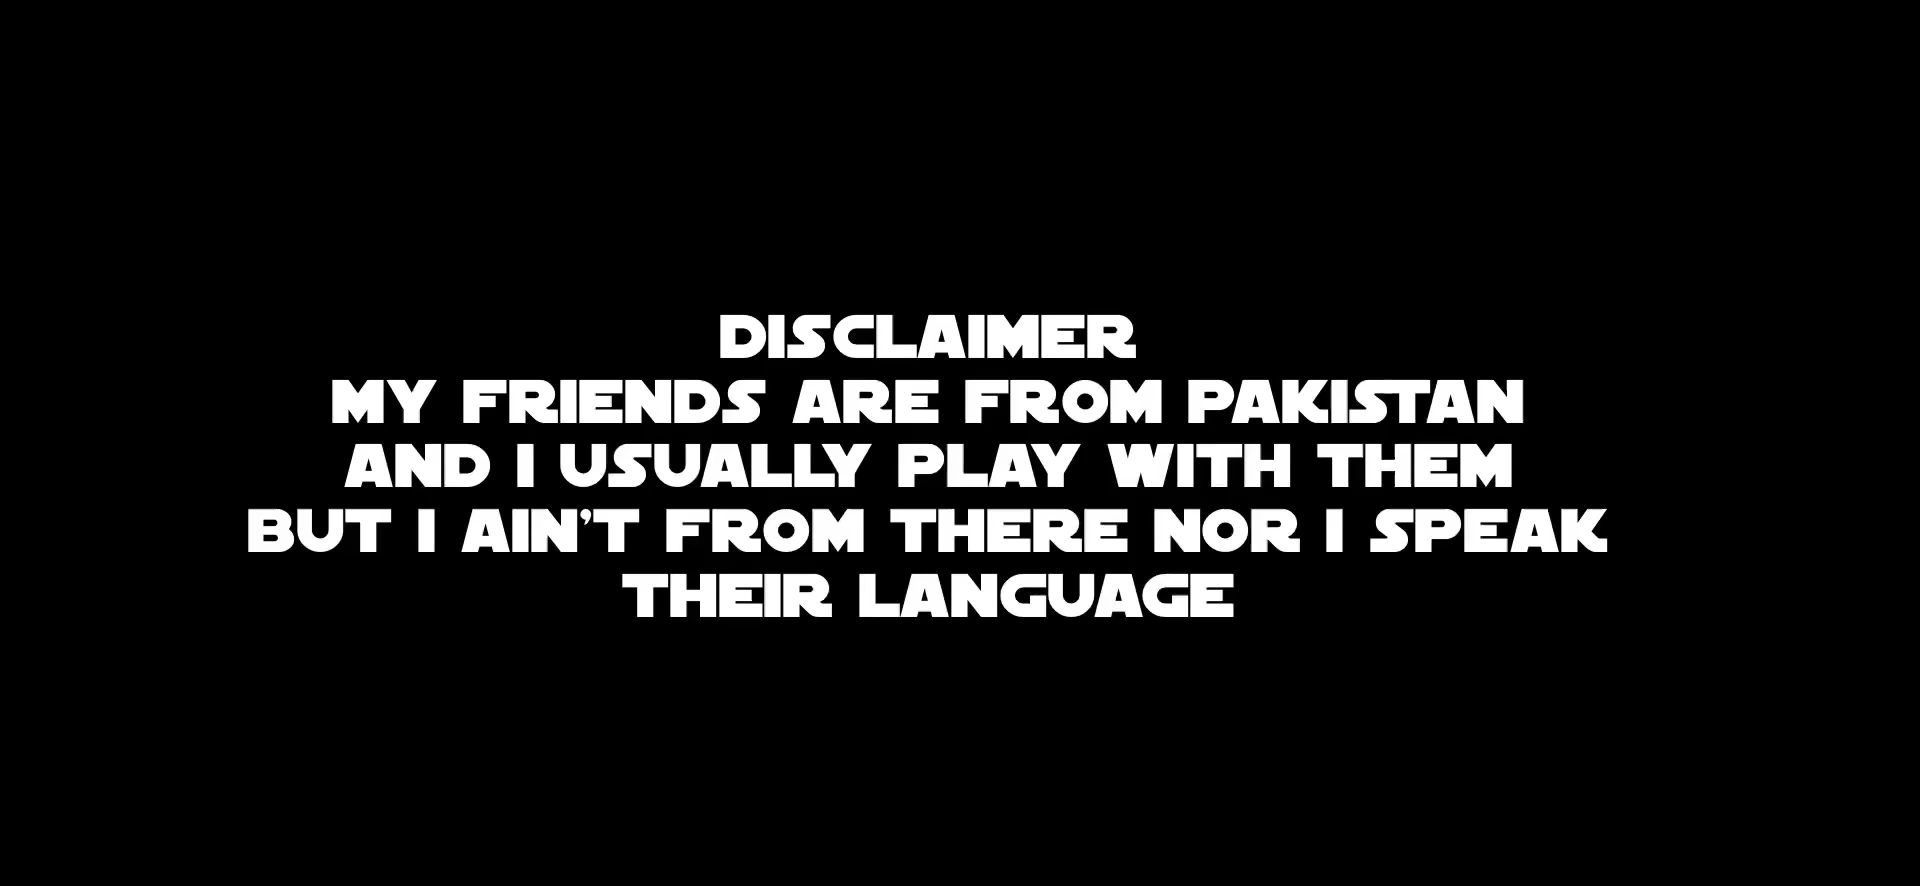 DISCLAIMER
MY FRIENDS ARE FROM PAKISTAN
AND I USUALLY PLAY WITH THEM
BUT I AIN'T FROM THERE NOR I SPEAK
THEIR LANGUAGE